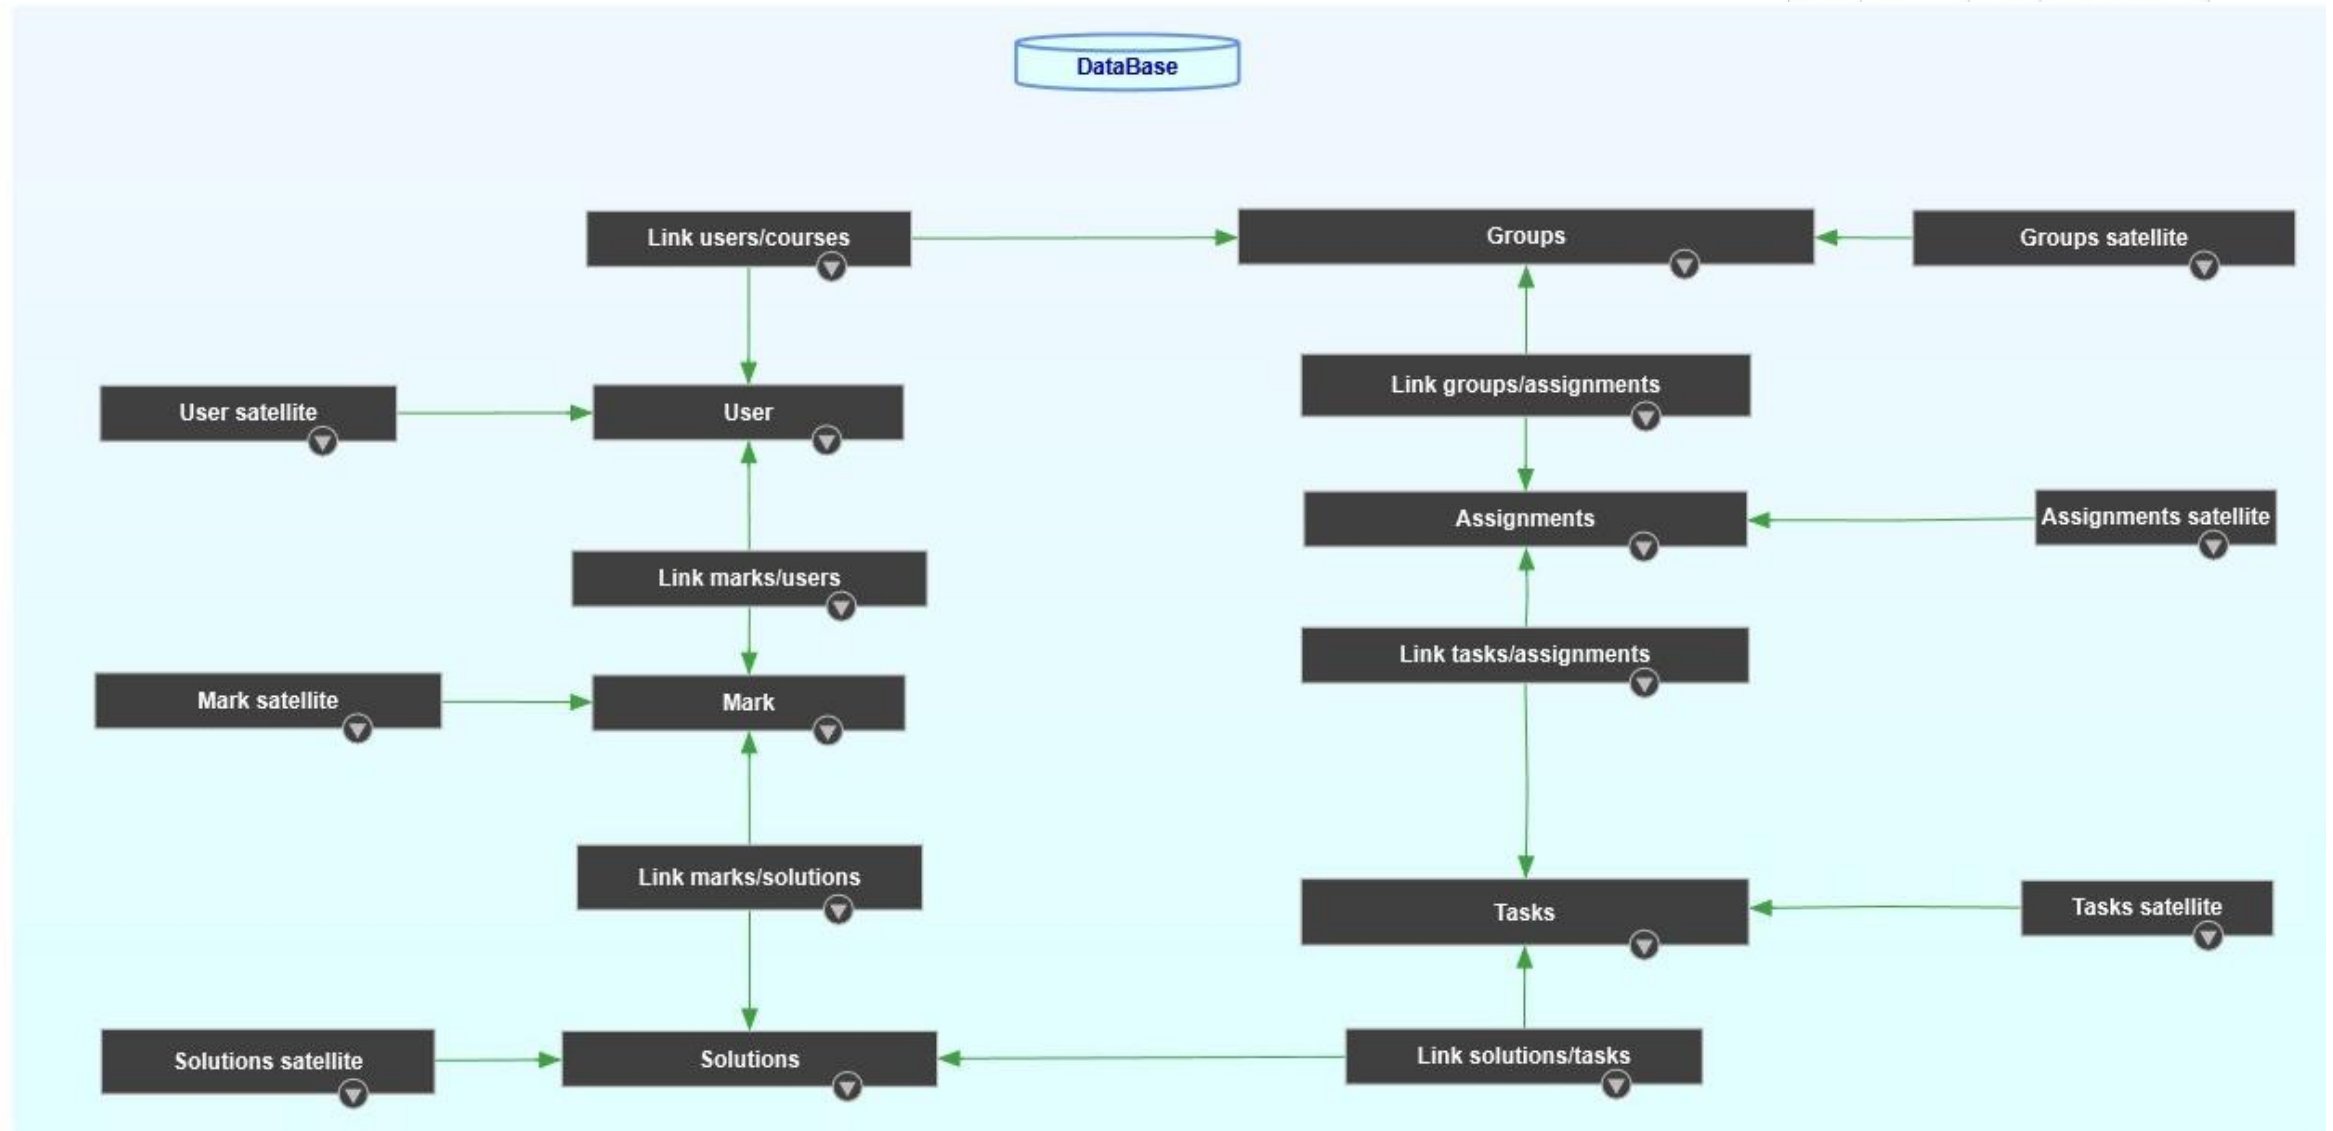 DataBase
Link users/courses
Groups
Groups satellite
Link groups/assignments
User satellite
User
Assignments
Assignments satellite
Link marks/users
Link tasks/assignments
Mark satellite
Mark
Link marks/solutions
Tasks
Tasks satellite
Solutions satellite
Solutions
Link solutions/tasks